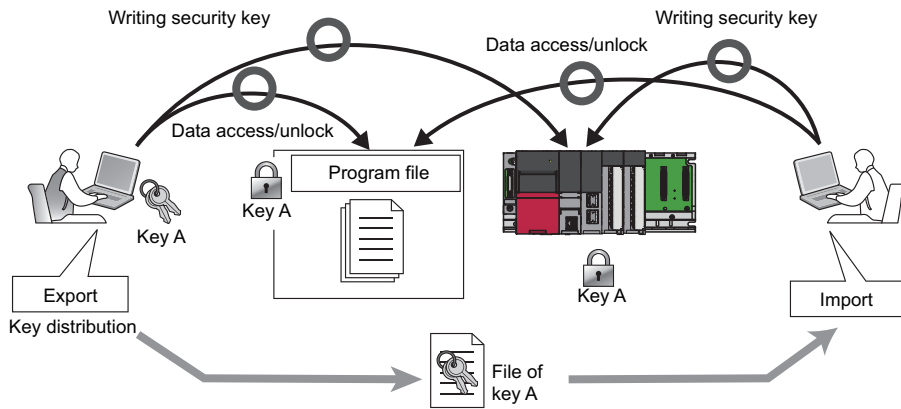 Writing security key
Writing security key
Data access/unlock
Data access/unlock
Program file
Key A
Key A
Key A
Export
Import
Key distribution
File of
key A